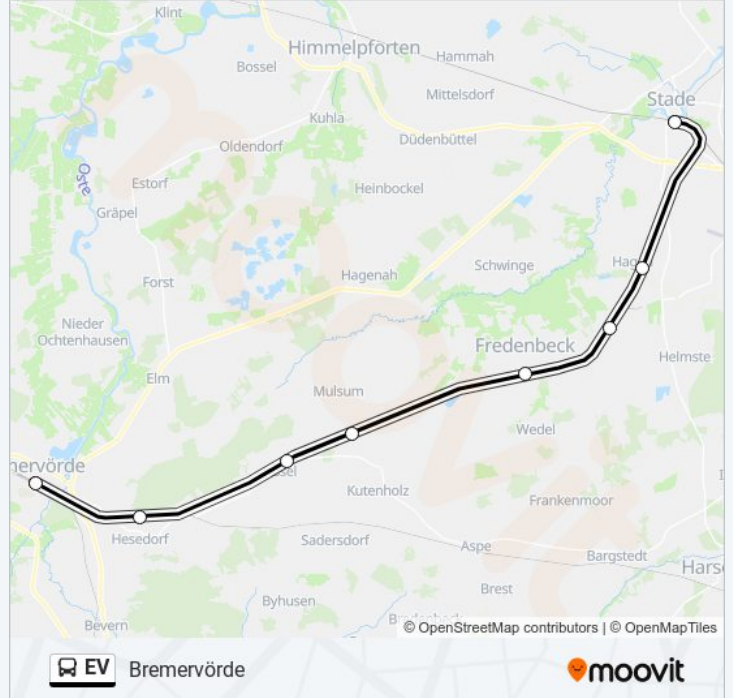 Klint
Himmelpforten
Hammah
Bossel
Mittelsdorf
Stade
Kuhla
Oldendorf
Düdenbüttel
Oste
Estorf
Heinbockel
Gräpel
Schwinge
Hag
Hagenah
Forst
Nieder
Ochtenhausen
Fredenbeck
Helmste
Elm
Mulsum
Wedel
mervörde
sel
Kutenholz
Frankenmoor
Hesedorf
Sadersdorf
Aspe
Bargstedt
Harse
Brest
Byhusen
Bevern
© OpenStreetMap contributors | © OpenMapTiles
EV Bremervörde
moovit